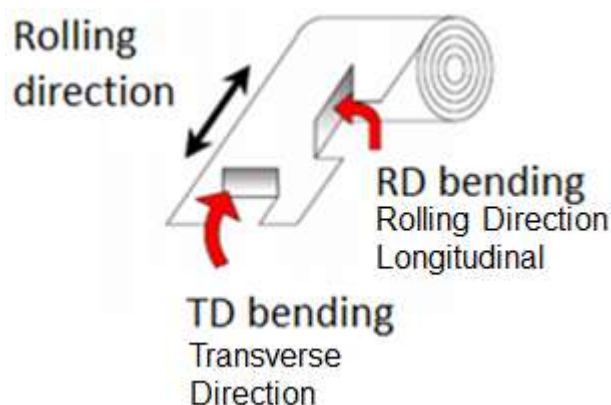 Rolling
direction
RD bending
Rolling Direction
Longitudinal
TD bending
Transverse
Direction